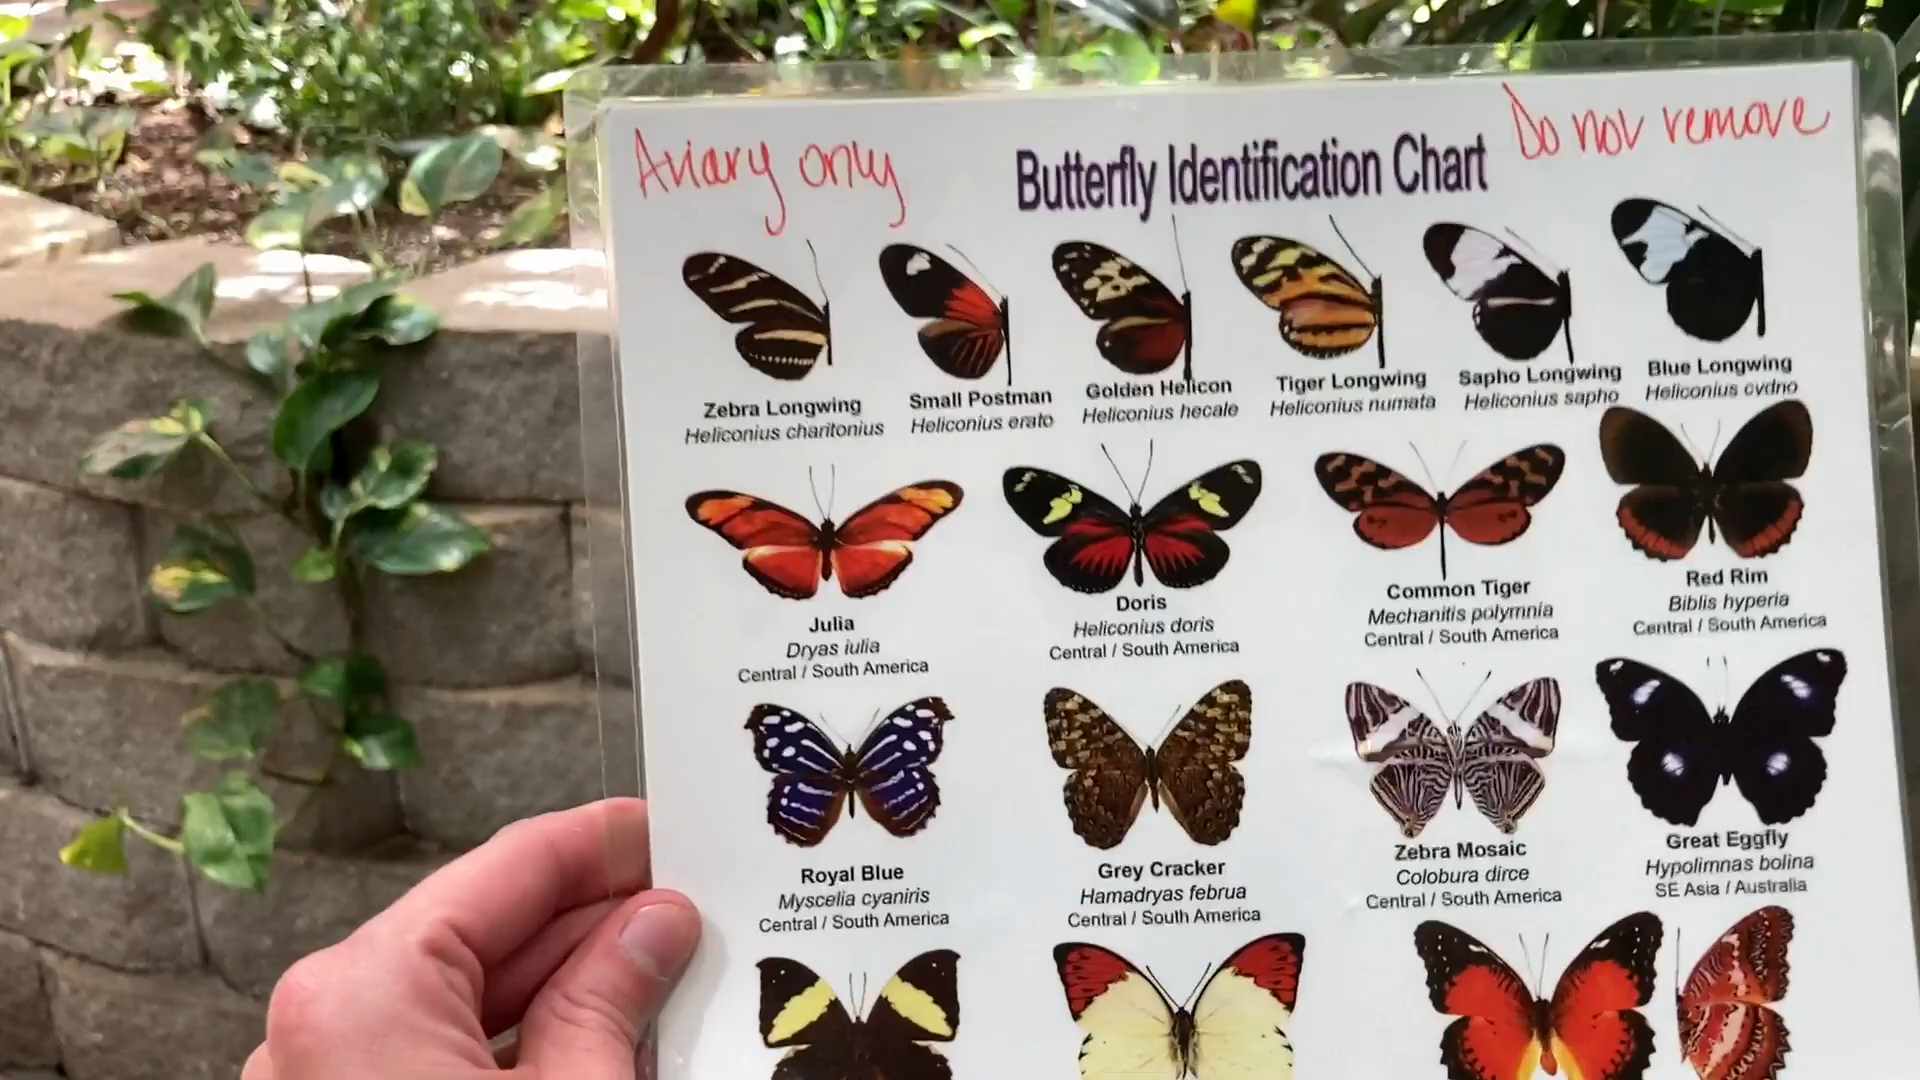 Aviary only
Do not remove
Butterfly Identification Chart
Zebra Longwing
Heliconius charitonius
Small Postman
Heliconius erato
Golden Helicon
Heliconius hecale
Tiger Longwing
Heliconius numata
Sapho Longwing
Heliconius sapho
Blue Longwing
Heliconius cydno
Julia
Dryas iulia
Central / South America
Doris
Heliconius doris
Central / South America
Common Tiger
Mechanitis polymnia
Central / South America
Red Rim
Biblis hyperia
Central / South America
Royal Blue
Myscelia cyaniris
Central / South America
Grey Cracker
Hamadryas februa
Central / South America
Zebra Mosaic
Colobura dirce
Central / South America
Great Eggfly
Hypolimnas bolina
SE Asia / Australia